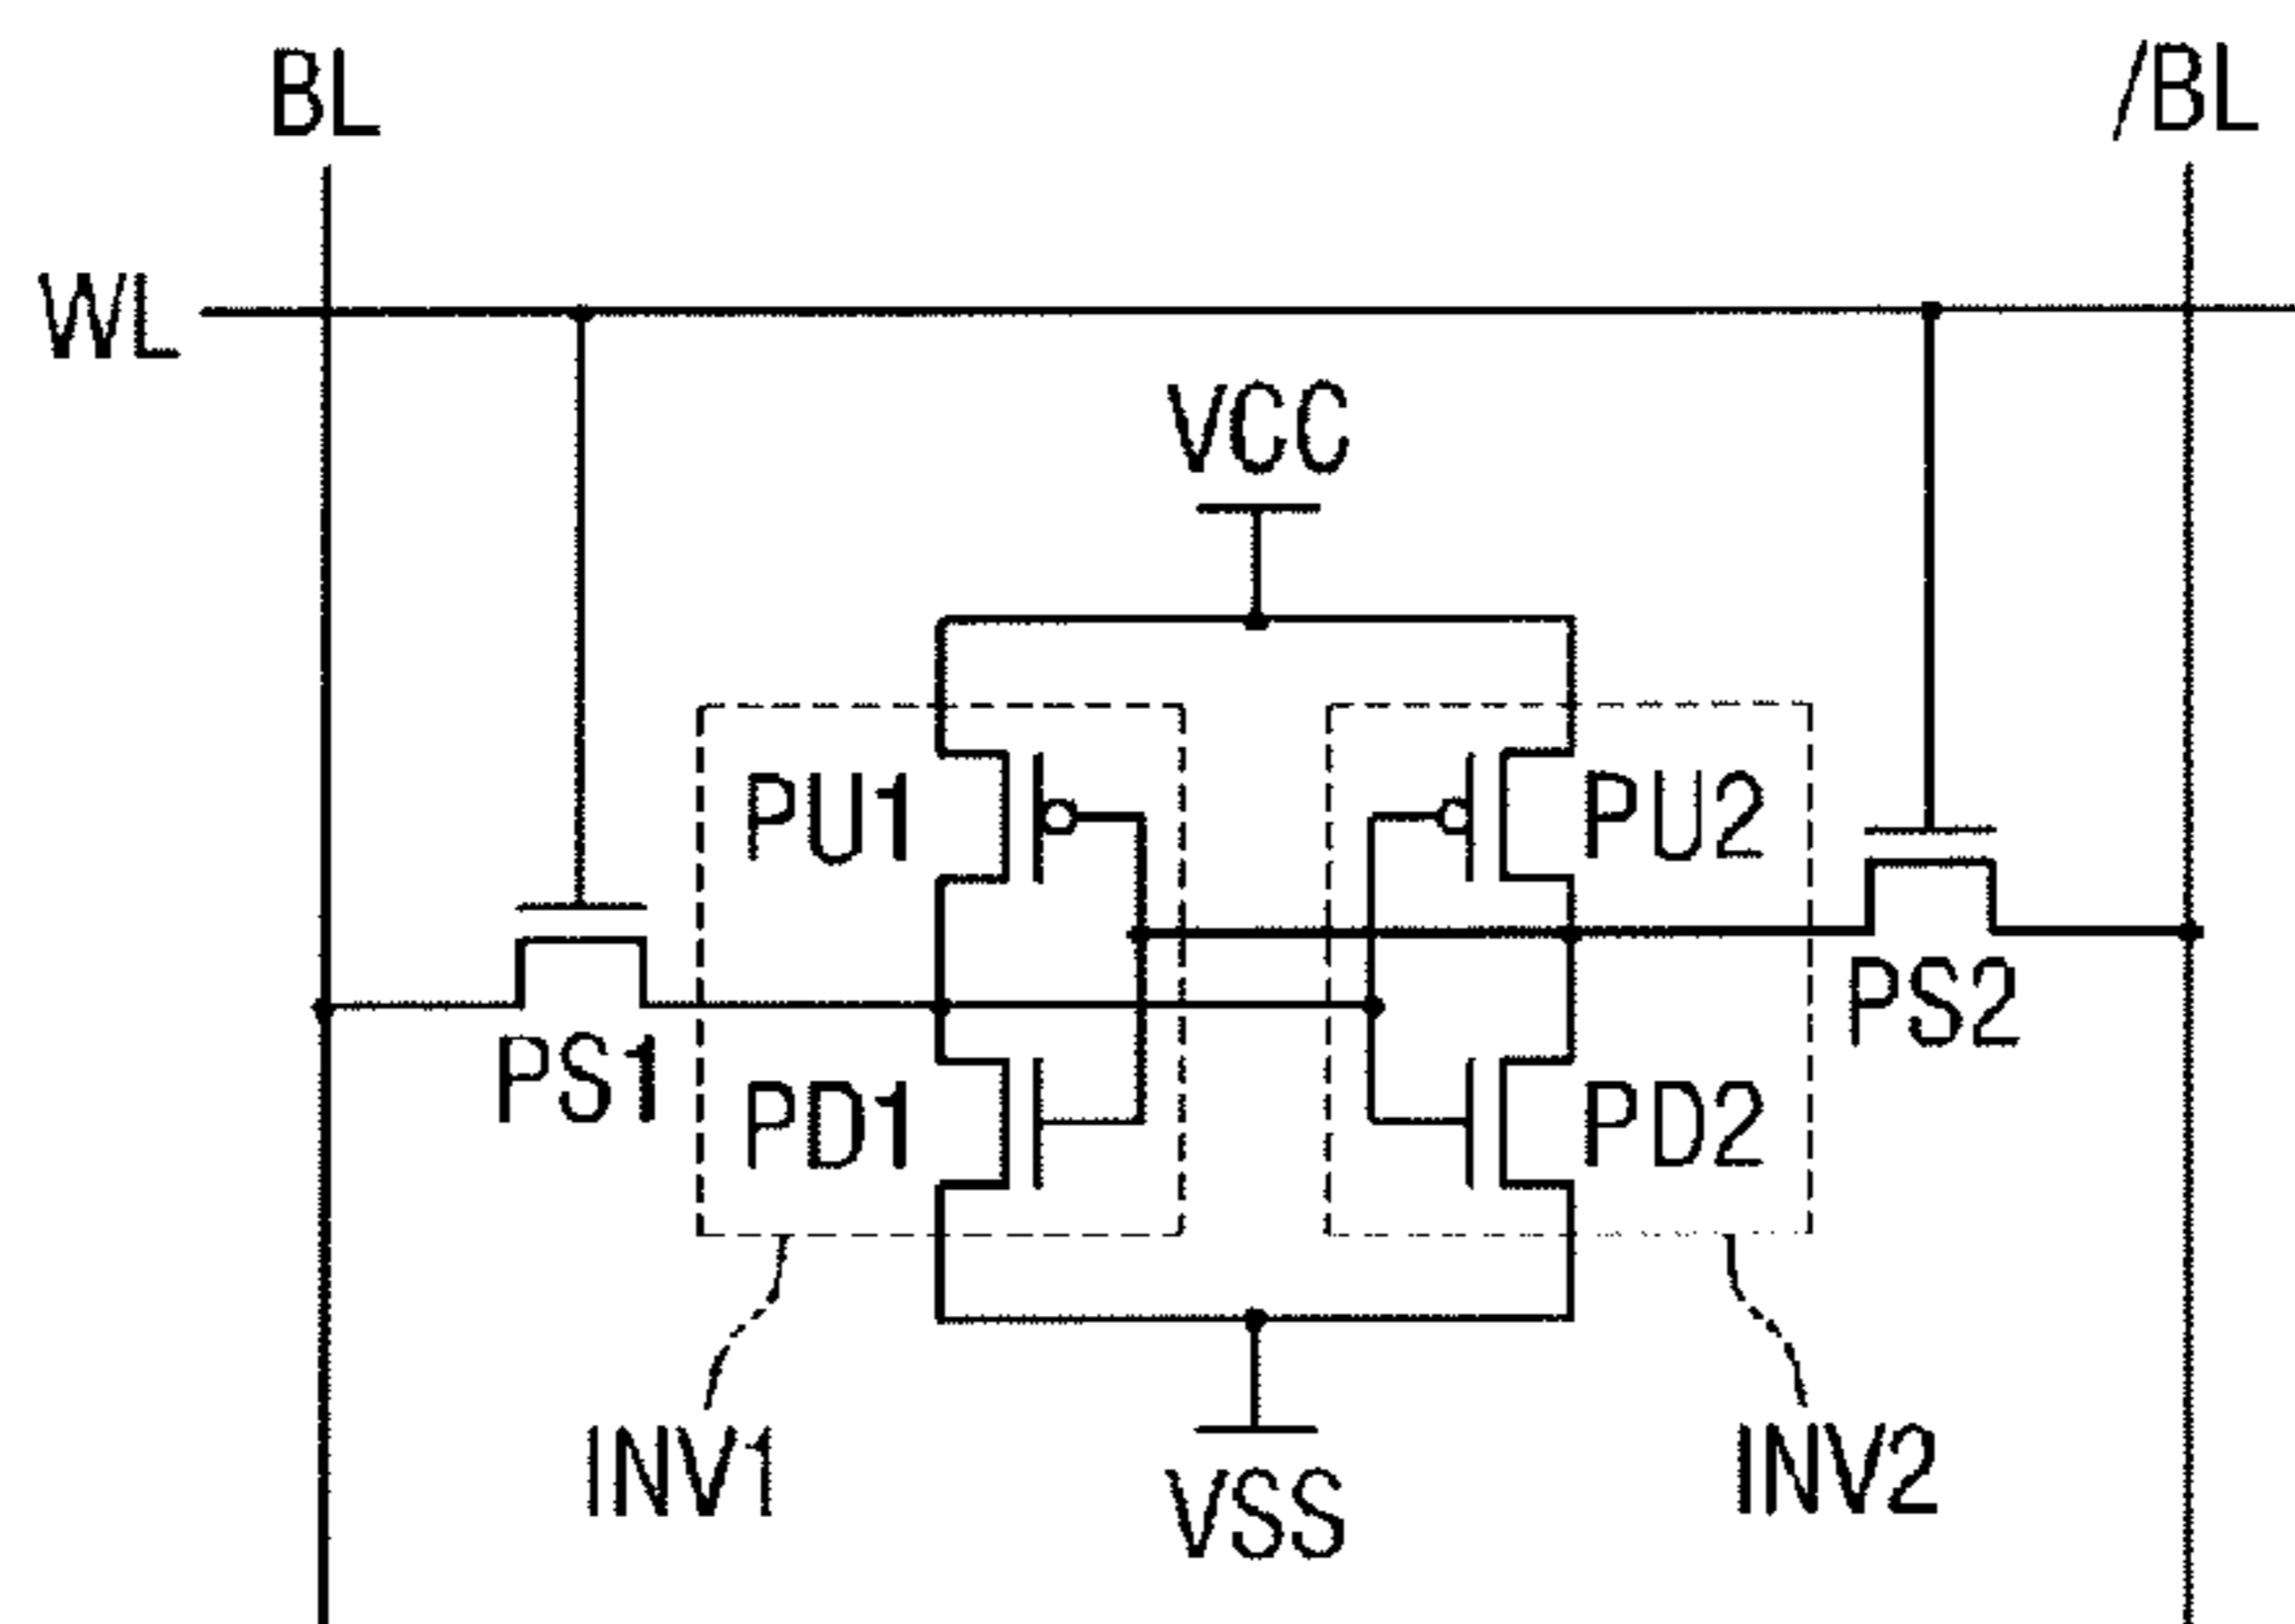 BL
/BL
WL
VCC
PU1
PU2
PS1
PS2
PD1
PD2
INV1
INV2
VSS